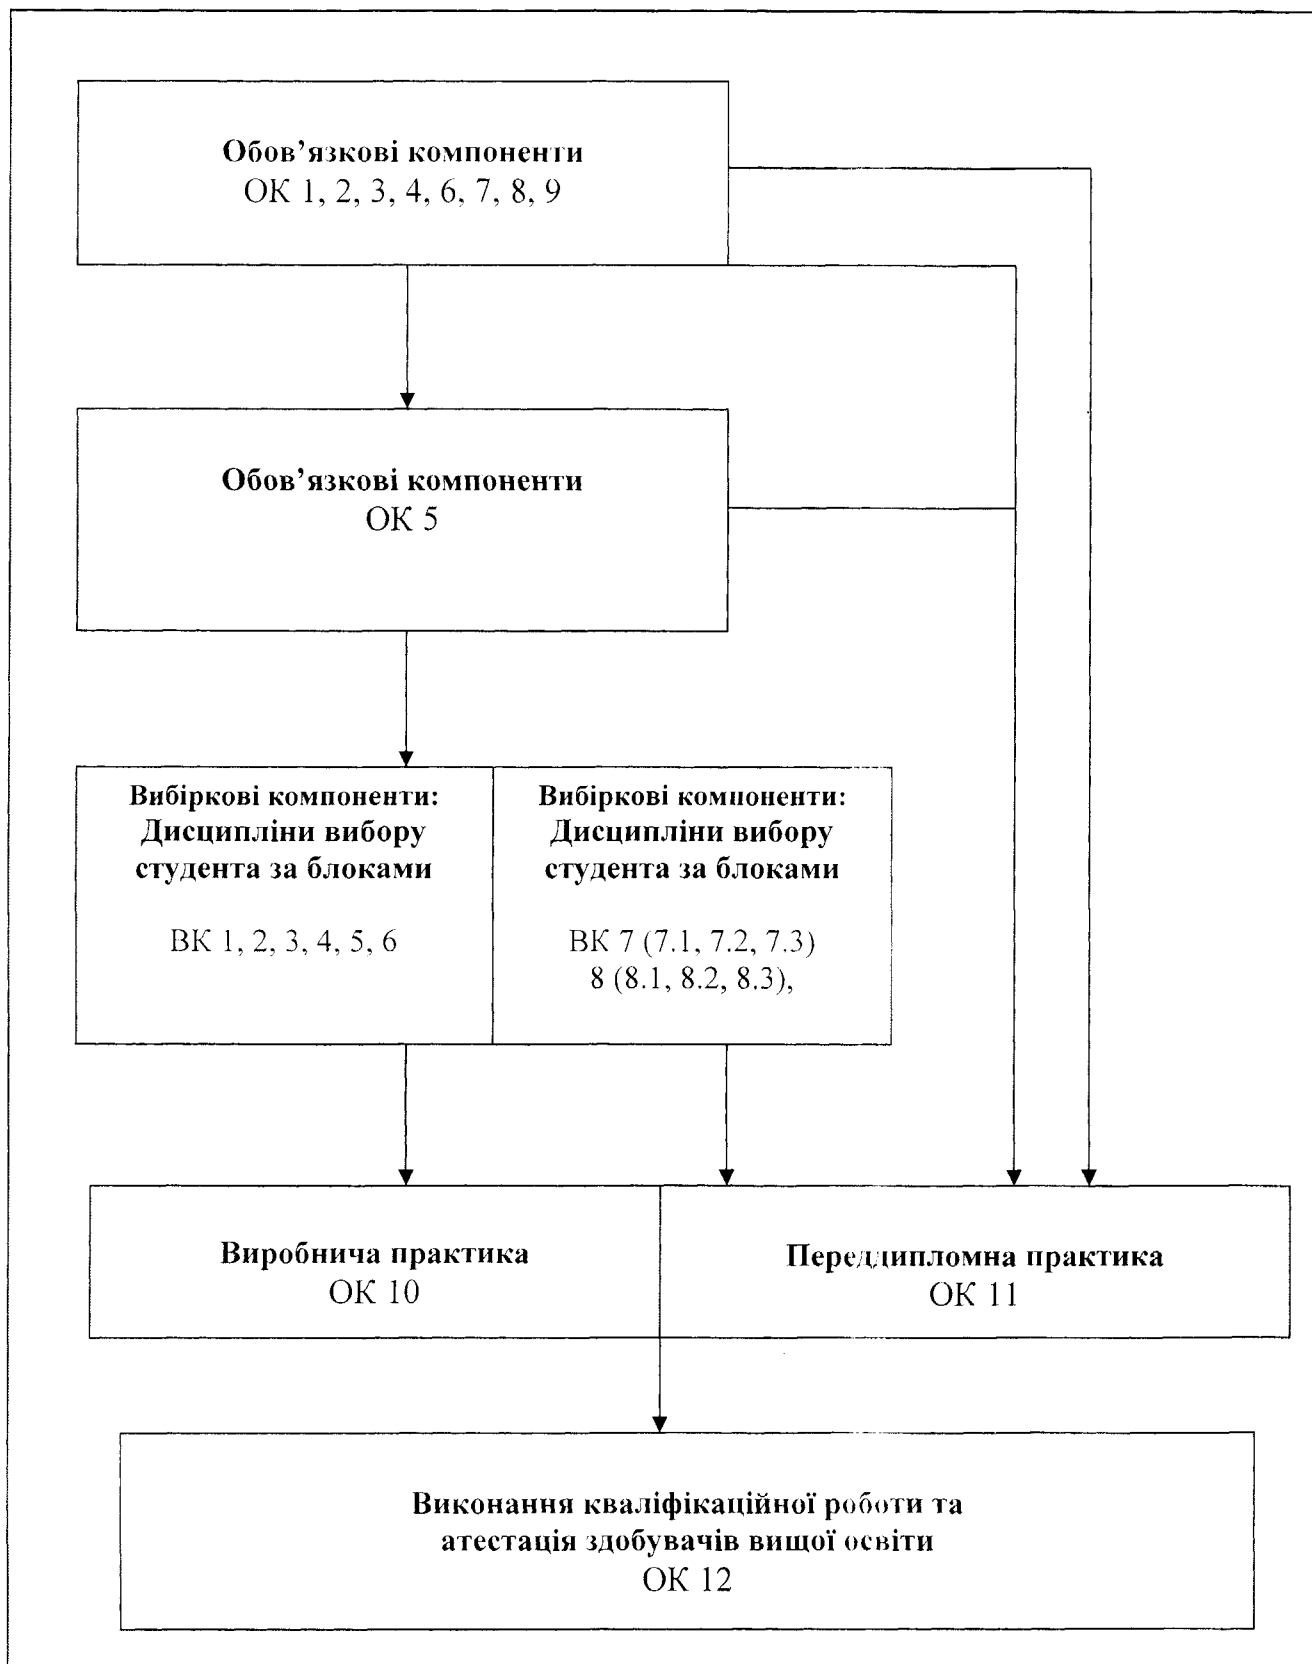 Обов’язкові компоненти
ОК 1, 2, 3, 4, 6, 7, 8, 9
Обов’язкові компоненти
ОК 5
Вибіркові компоненти:
Дисципліни вибору
студента за блоками
ВК 1, 2, 3, 4, 5, 6
Вибіркові компоненти:
Дисципліни вибору
студента за блоками
ВК 7 (7.1, 7.2, 7.3)
8 (8.1, 8.2, 8.3),
Виробнича практика
ОК 10
Переддипломна практика
ОК 11
Виконання кваліфікаційної роботи та
атестація здобувачів вищої освіти
ОК 12